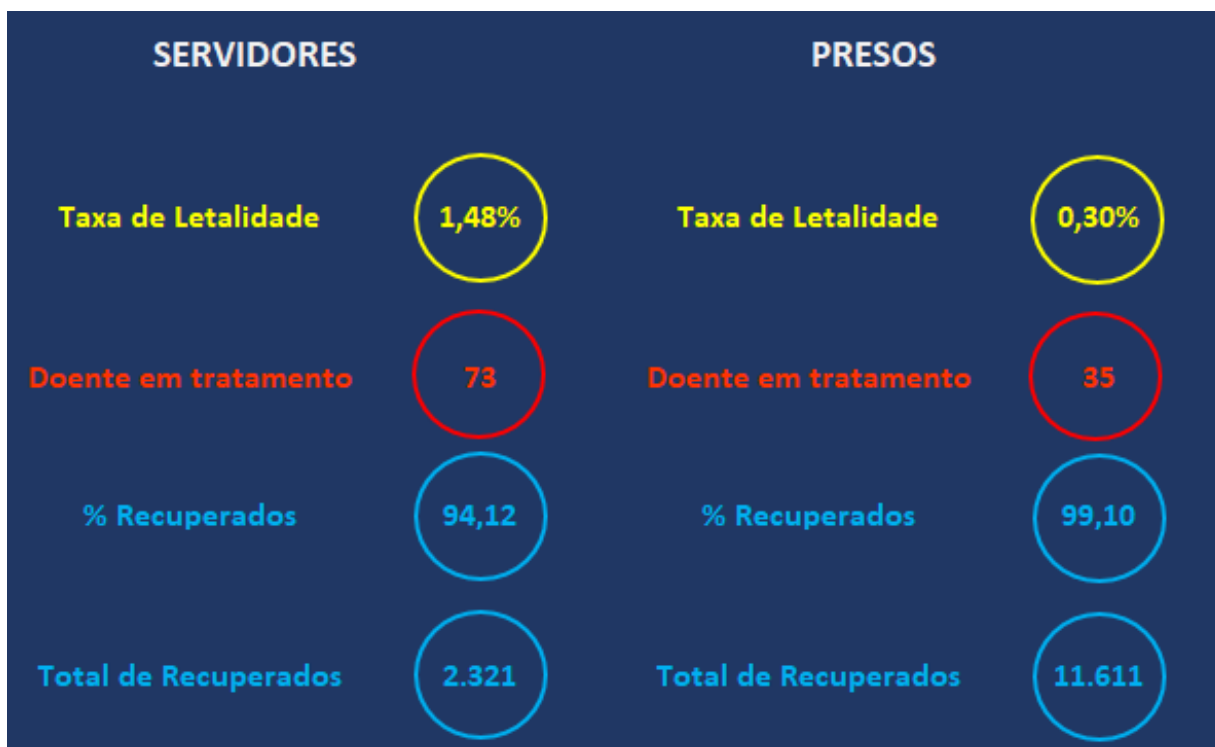 SERVIDORES
PRESOS
Taxa de Letalidade 1,48%
Taxa de Letalidade 0,30%
Doente em tratamento 73
Doente em tratamento 35
% Recuperados 94,12
% Recuperados 99,10
Total de Recuperados 2.321
Total de Recuperados 11.611